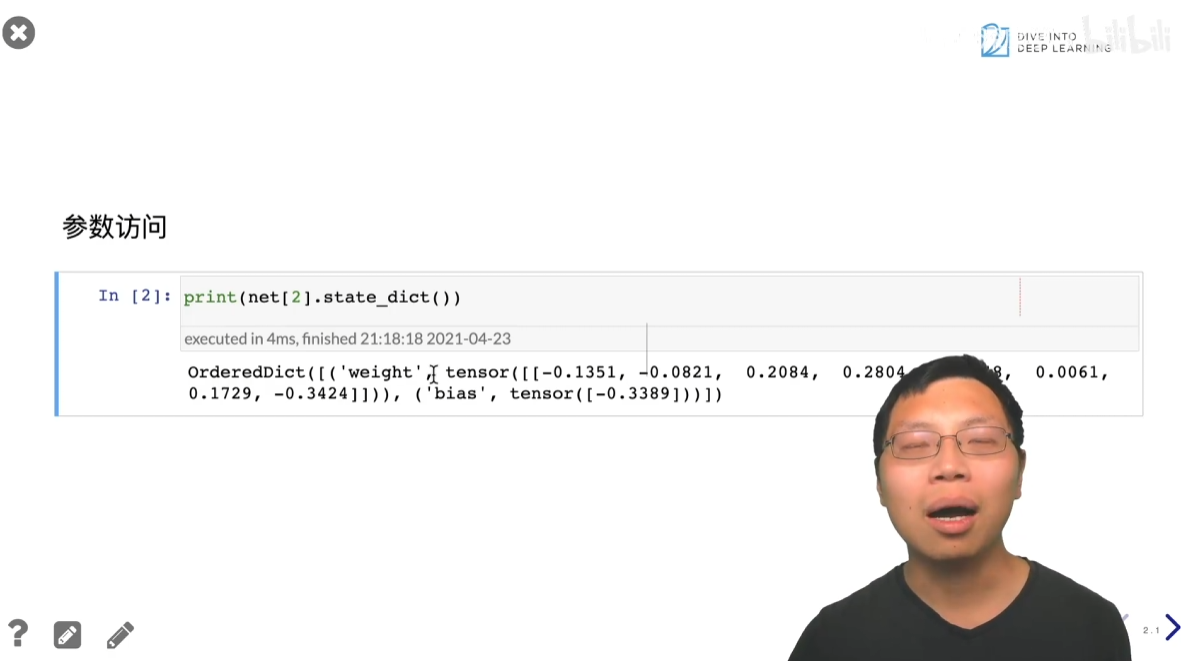 bilibili
DIVE INTO
DEEP LEARNING
参数访问
In [2]: print(net[2].state_dict())
executed in 4ms, finished 21:18:18 2021-04-23
OrderedDict([('weight', tensor([[-0.1351, -0.0821, 0.2084, 0.2804 8, 0.0061,
0.1729, -0.3424]])), ('bias', tensor([-0.3389]))])
?
2.1